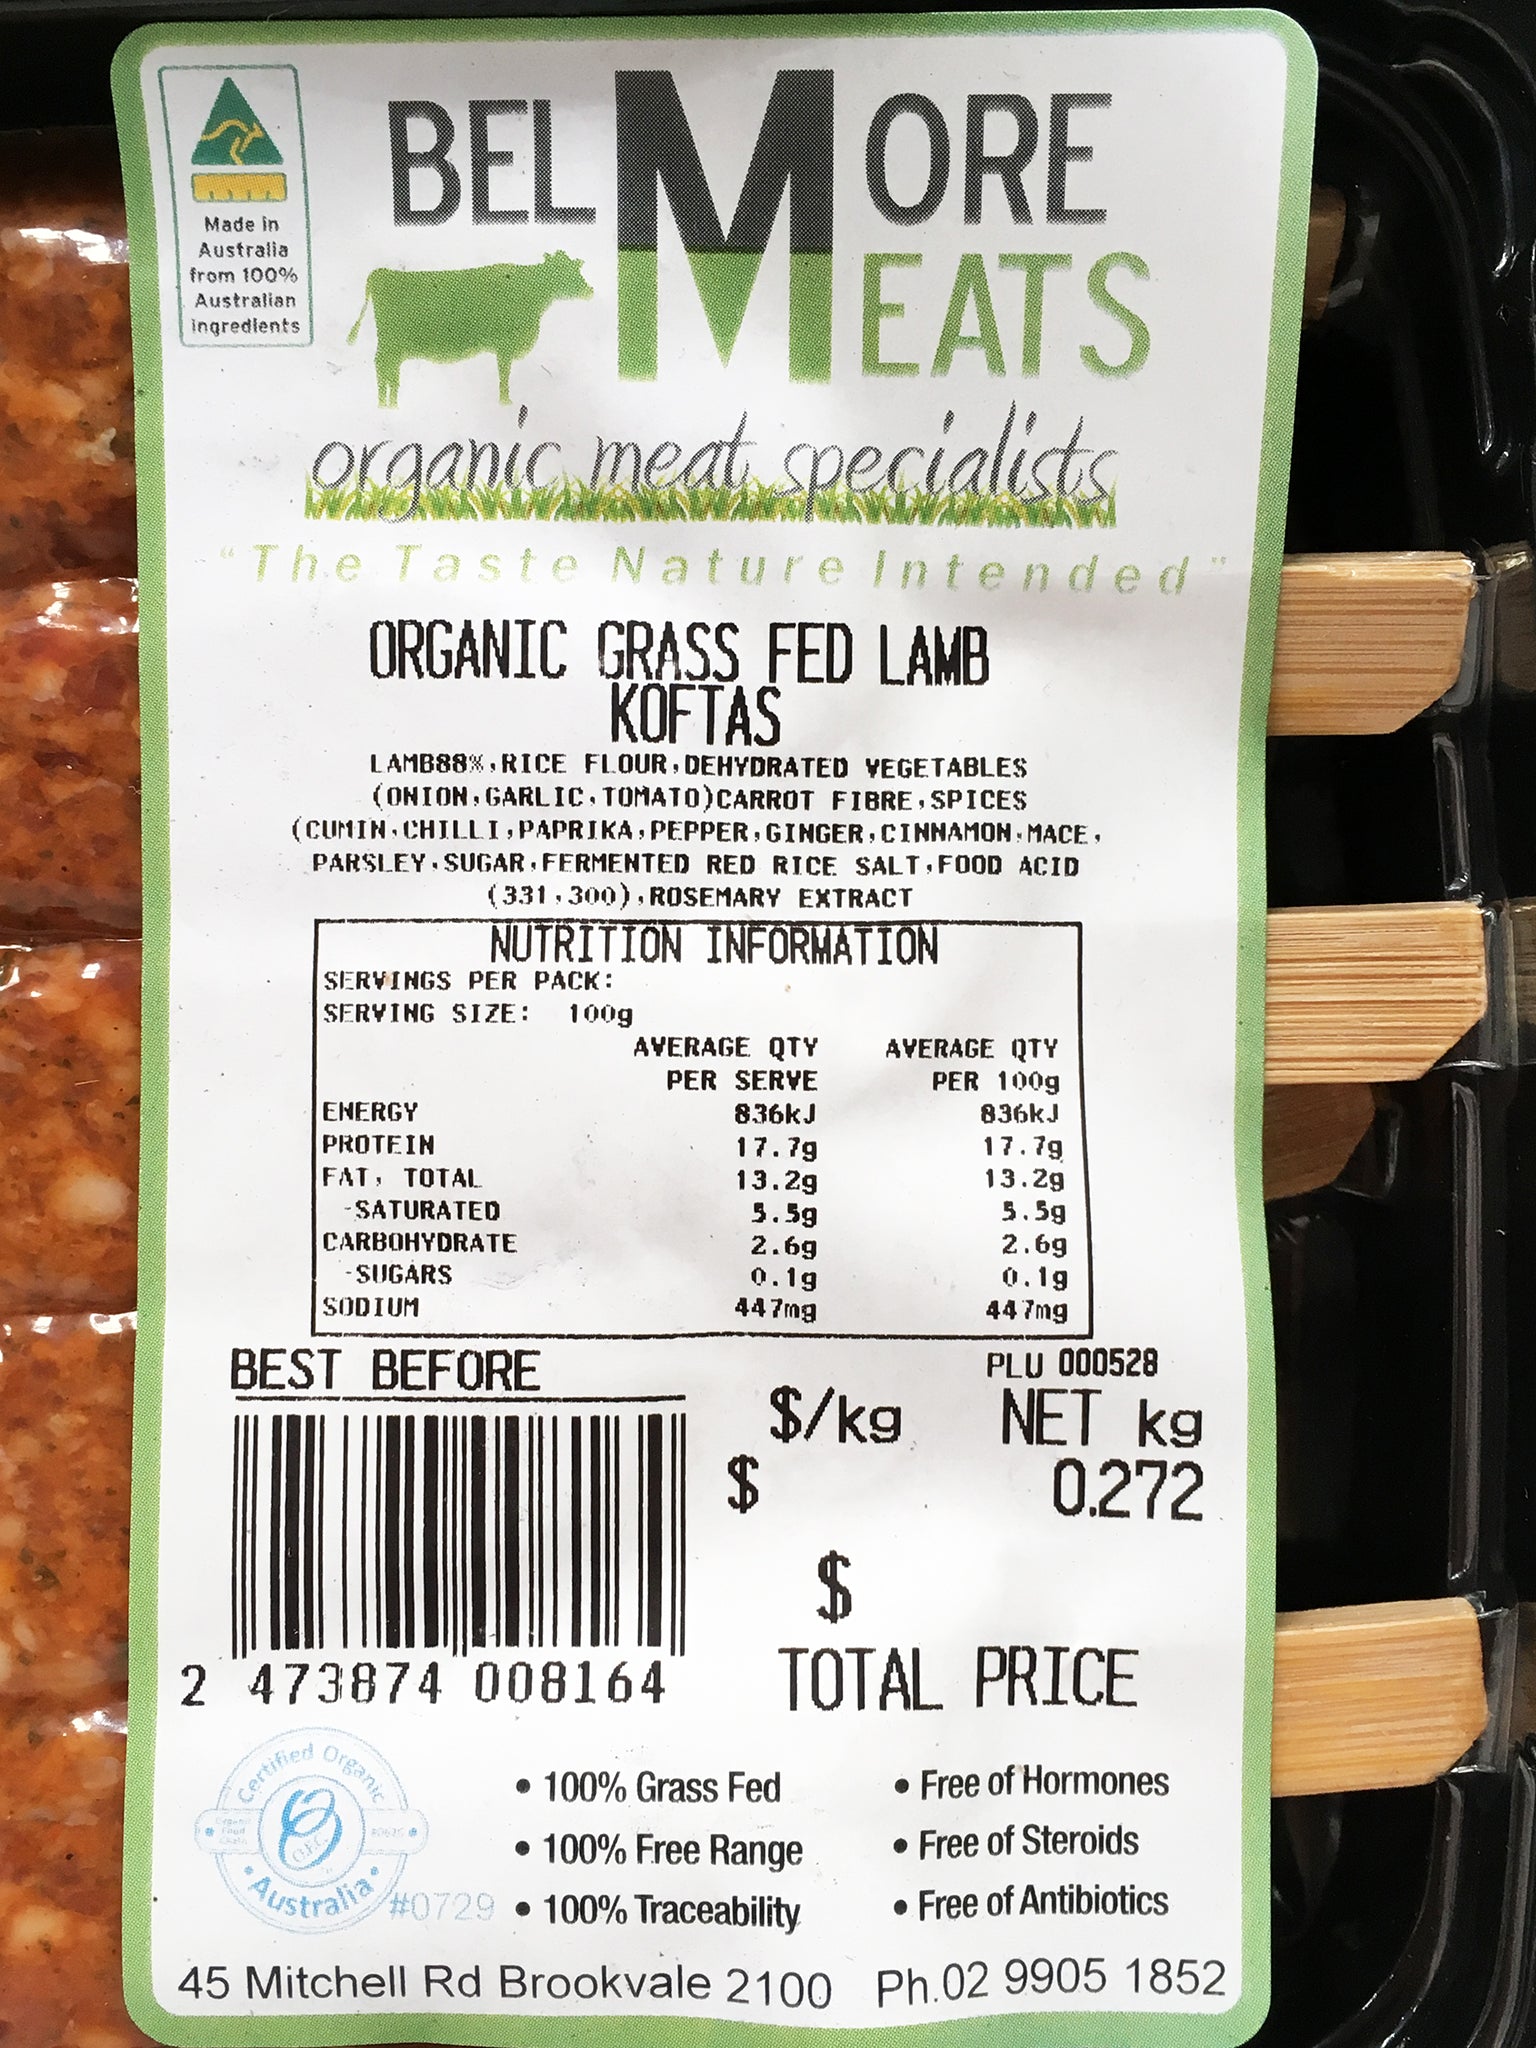 Made in
Australia
from 100%
Australian
ingredients
BELMORE
MEATS
organic meat specialists
"The Taste Nature Intended"
ORGANIC GRASS FED LAMB
KOFTAS
LAMB88%,RICE FLOUR,DEHYDRATED VEGETABLES
(ONION,GARLIC,TOMATO)CARROT FIBRE,SPICES
(CUMIN,CHILLI,PAPRIKA,PEPPER,GINGER,CINNAMON,MACE,
PARSLEY,SUGAR,FERMENTED RED RICE SALT,FOOD ACID
(331,300),ROSEMARY EXTRACT
NUTRITION INFORMATION
SERVINGS PER PACK:
SERVING SIZE: 100g
AVERAGE QTY AVERAGE QTY
PER SERVE PER 100g
ENERGY 836kJ 836kJ
PROTEIN 17.7g 17.7g
FAT, TOTAL 13.2g 13.2g
-SATURATED 5.5g 5.5g
CARBOHYDRATE 2.6g 2.6g
-SUGARS 0.1g 0.1g
SODIUM 447mg 447mg
BEST BEFORE
PLU 000528
$/kg NET kg
$ 0.272
$
TOTAL PRICE
2 473874 008164
Certified Organic
Organic
Food
Chain
Australia
#0729
• 100% Grass Fed
• 100% Free Range
• 100% Traceability
• Free of Hormones
• Free of Steroids
• Free of Antibiotics
45 Mitchell Rd Brookvale 2100 Ph.02 9905 1852